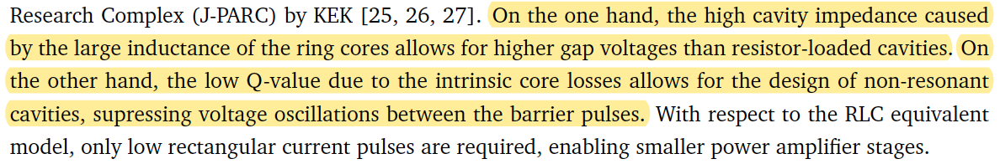 Research Complex (J-PARC) by KEK [25, 26, 27]. On the one hand, the high cavity impedance caused
by the large inductance of the ring cores allows for higher gap voltages than resistor-loaded cavities. On
the other hand, the low Q-value due to the intrinsic core losses allows for the design of non-resonant
cavities, supressing voltage oscillations between the barrier pulses. With respect to the RLC equivalent
model, only low rectangular current pulses are required, enabling smaller power amplifier stages.